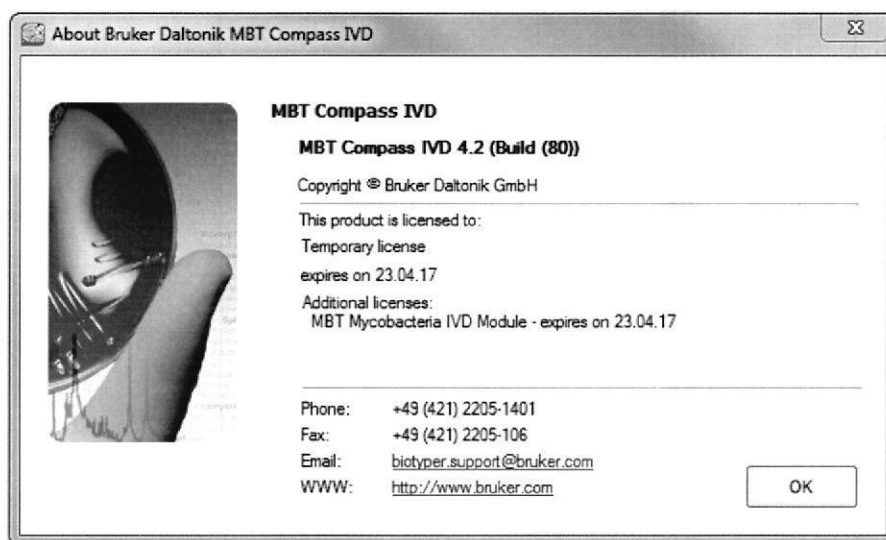 About Bruker Daltonik MBT Compass IVD
MBT Compass IVD
MBT Compass IVD 4.2 (Build (80))
Copyright © Bruker Daltonik GmbH
This product is licensed to:
Temporary license
expires on 23.04.17
Additional licenses:
MBT Mycobacteria IVD Module - expires on 23.04.17
Phone: +49 (421) 2205-1401
Fax: +49 (421) 2205-106
Email: biotyper.support@bruker.com
WWW: http://www.bruker.com
OK